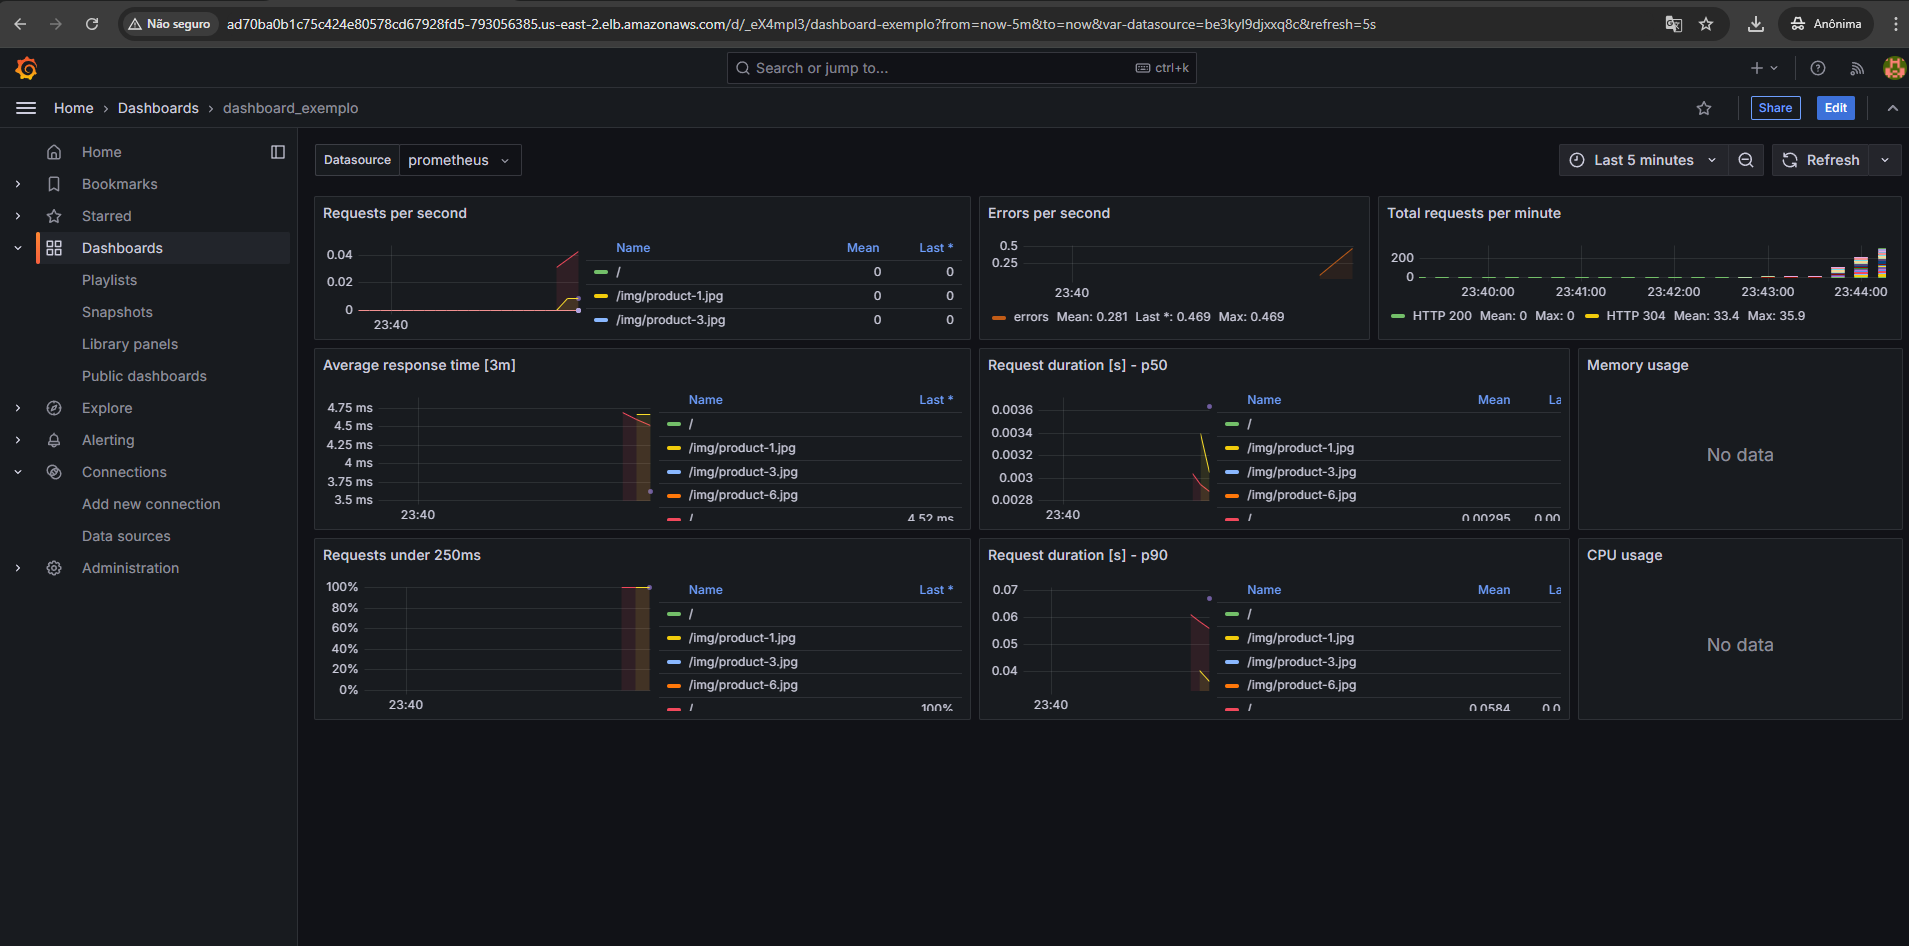 Não seguro
ad70ba0b1c75c424e80578cd67928fd5-793056385.us-east-2.elb.amazonaws.com/d/_eX4mpl3/dashboard-exemplo?from=now-5m&to=now&var-datasource=be3kyl9djxxq8c&refresh=5s
Anônima
Search or jump to...
ctrl+k
Home › Dashboards › dashboard_exemplo
Share
Edit
Home
Bookmarks
Starred
Dashboards
Playlists
Snapshots
Library panels
Public dashboards
Explore
Alerting
Connections
Add new connection
Data sources
Administration
Datasource prometheus
Last 5 minutes
Refresh
Requests per second
0.04
0.02
0
23:40
Name Mean Last *
/ 0 0
/img/product-1.jpg 0 0
/img/product-3.jpg 0 0
Errors per second
0.5
0.25
23:40
errors Mean: 0.281 Last *: 0.469 Max: 0.469
Total requests per minute
200
0
23:40:00 23:41:00 23:42:00 23:43:00 23:44:00
HTTP 200 Mean: 0 Max: 0 HTTP 304 Mean: 33.4 Max: 35.9
Average response time [3m]
4.75 ms
4.5 ms
4.25 ms
4 ms
3.75 ms
3.5 ms
23:40
Name Last *
/
/img/product-1.jpg
/img/product-3.jpg
/img/product-6.jpg
/ 4.52 ms
Request duration [s] - p50
0.0036
0.0034
0.0032
0.003
0.0028
23:40
Name Mean La
/
/img/product-1.jpg
/img/product-3.jpg
/img/product-6.jpg
/ 0.00295 0.00
Memory usage
No data
Requests under 250ms
100%
80%
60%
40%
20%
0%
23:40
Name Last *
/
/img/product-1.jpg
/img/product-3.jpg
/img/product-6.jpg
/ 100%
Request duration [s] - p90
0.07
0.06
0.05
0.04
23:40
Name Mean La
/
/img/product-1.jpg
/img/product-3.jpg
/img/product-6.jpg
/ 0.0584 0.0
CPU usage
No data